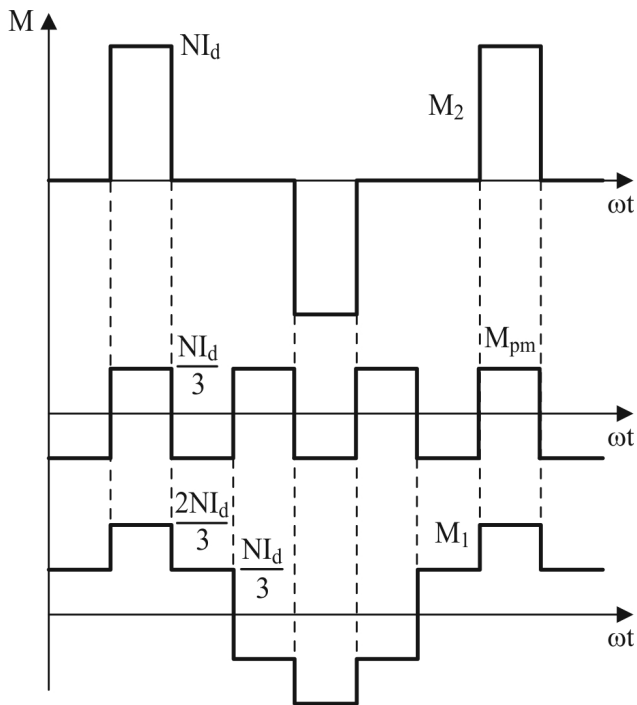 M
NI_d
M_2
ωt
NI_d/3
M_pm
ωt
2NI_d/3
NI_d/3
M_1
ωt